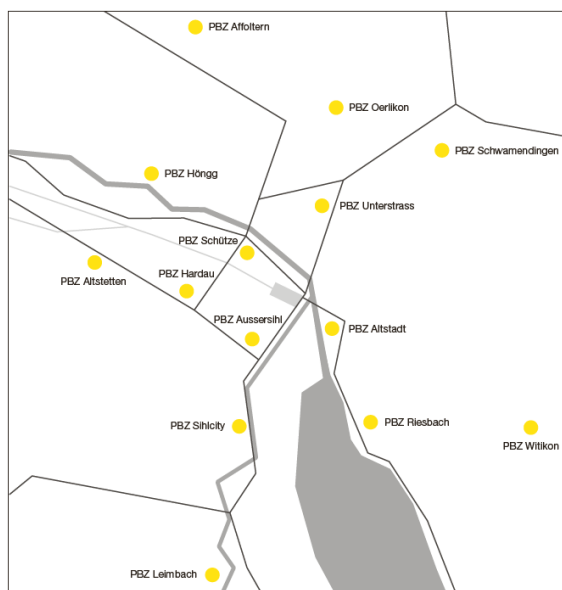 PBZ Affoltern
PBZ Oerlikon
PBZ Schwamendingen
PBZ Höngg
PBZ Unterstrass
PBZ Schütze
PBZ Hardau
PBZ Altstetten
PBZ Aussersihl
PBZ Altstadt
PBZ Sihlcity
PBZ Riesbach
PBZ Witikon
PBZ Leimbach